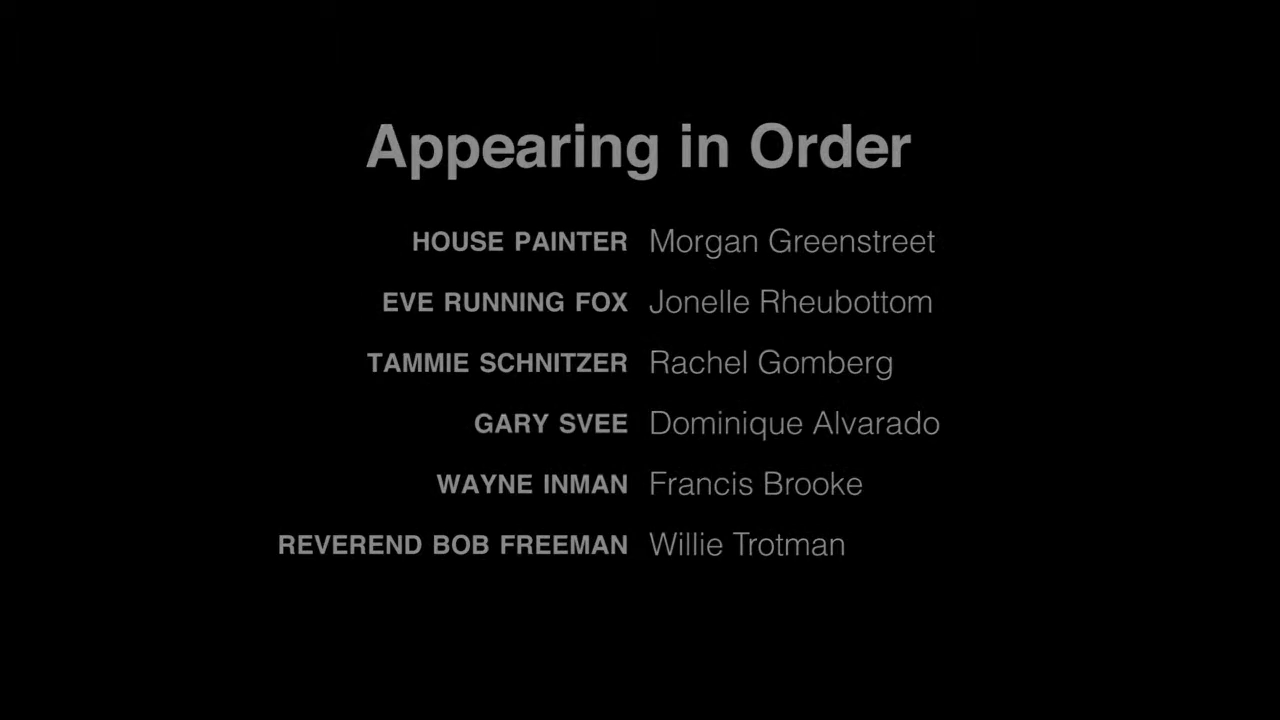 Appearing in Order
HOUSE PAINTER Morgan Greenstreet
EVE RUNNING FOX Jonelle Rheubottom
TAMMIE SCHNITZER Rachel Gomberg
GARY SVEE Dominique Alvarado
WAYNE INMAN Francis Brooke
REVEREND BOB FREEMAN Willie Trotman